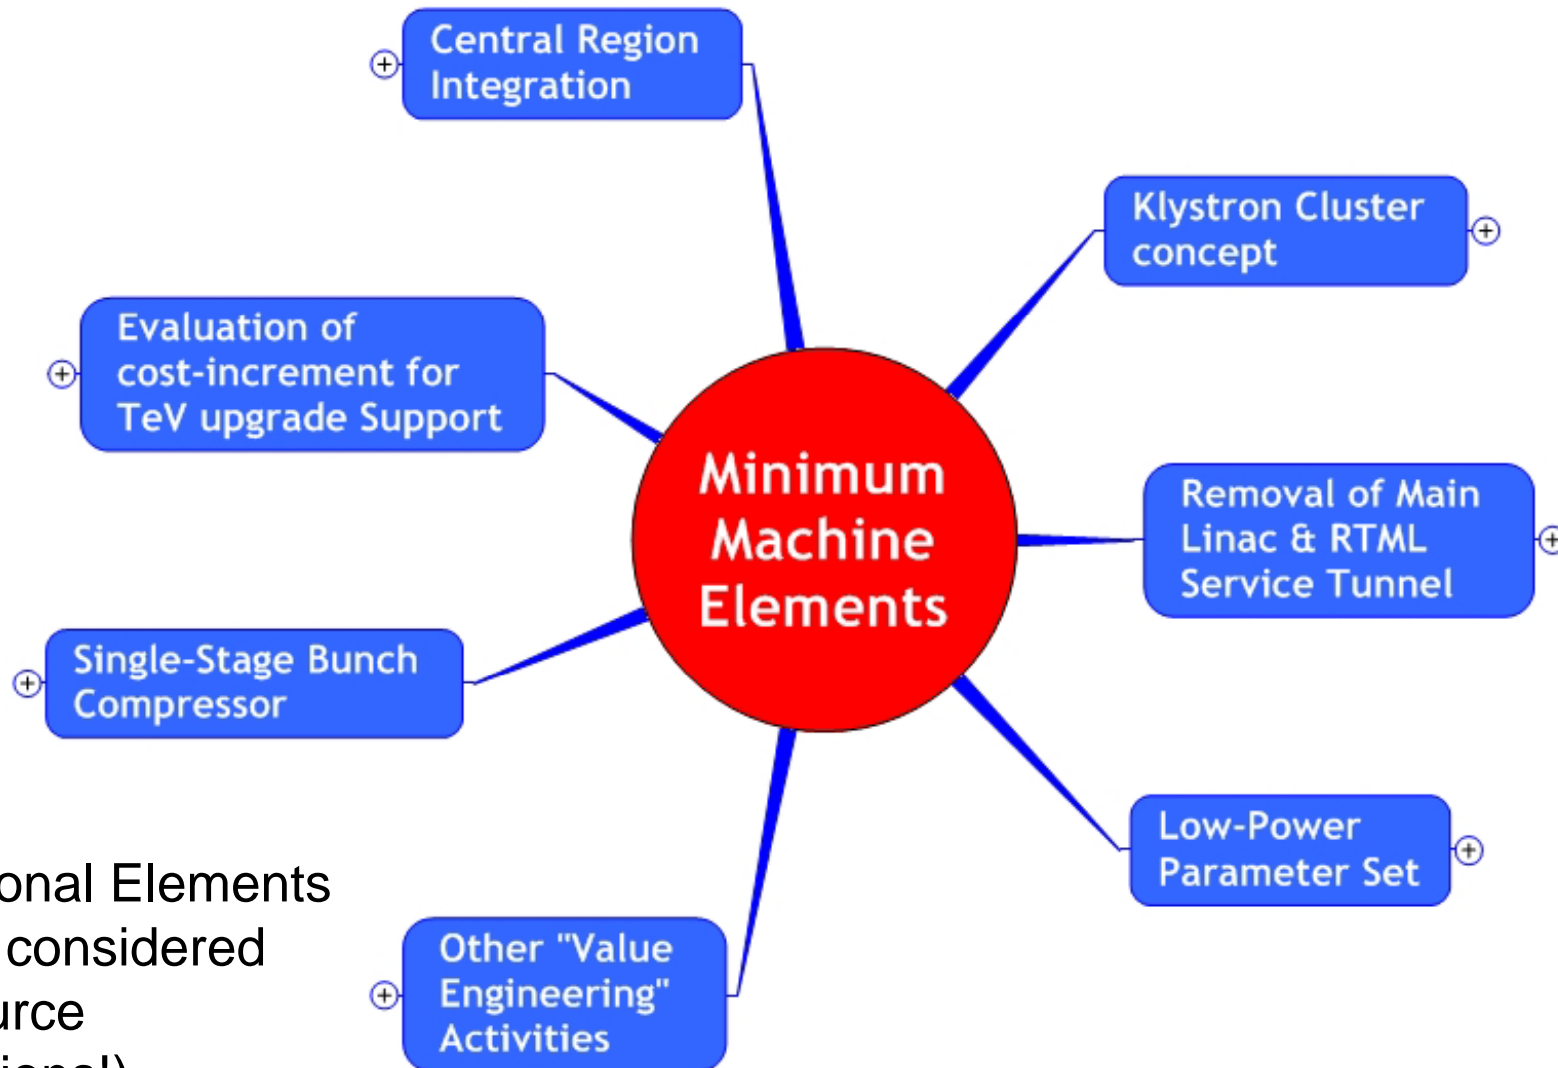 Central Region
Integration
Klystron Cluster
concept
Evaluation of
cost-increment for
TeV upgrade Support
Minimum
Machine
Elements
Removal of Main
Linac & RTML
Service Tunnel
Single-Stage Bunch
Compressor
Low-Power
Parameter Set
Other "Value
Engineering"
Activities
onal Elements
considered
urce